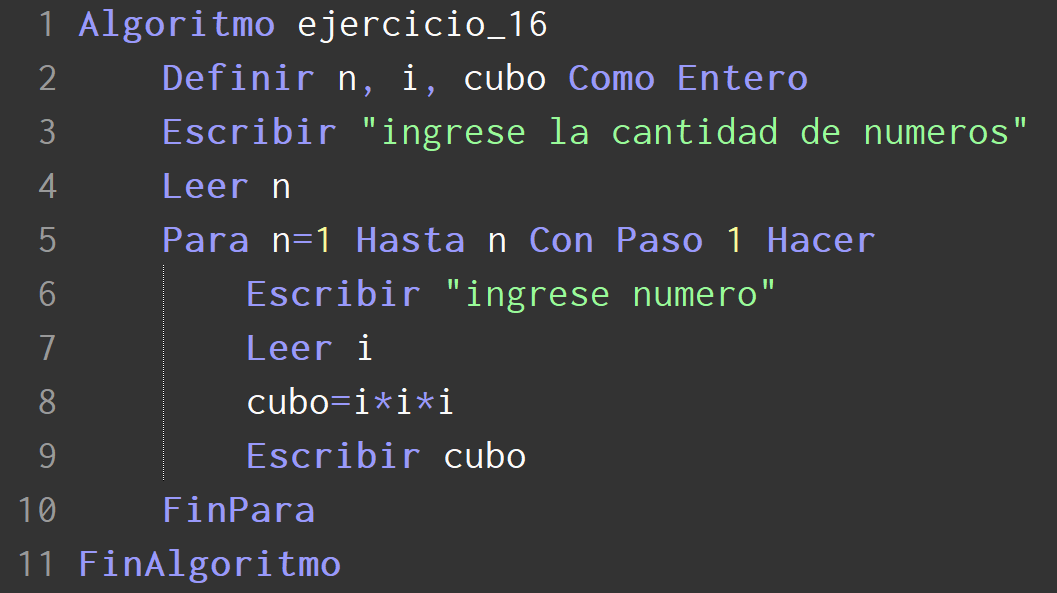 1 Algoritmo ejercicio_16
2 Definir n, i, cubo Como Entero
3 Escribir "ingrese la cantidad de numeros"
4 Leer n
5 Para n=1 Hasta n Con Paso 1 Hacer
6 Escribir "ingrese numero"
7 Leer i
8 cubo=i*i*i
9 Escribir cubo
10 FinPara
11 FinAlgoritmo